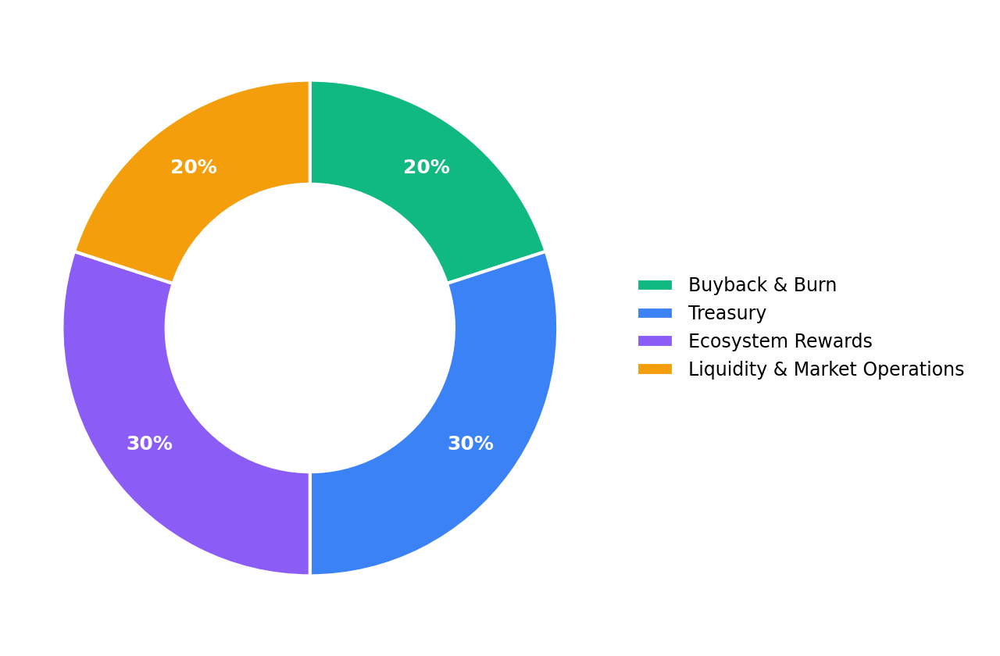 20%
20%
30%
30%
Buyback & Burn
Treasury
Ecosystem Rewards
Liquidity & Market Operations